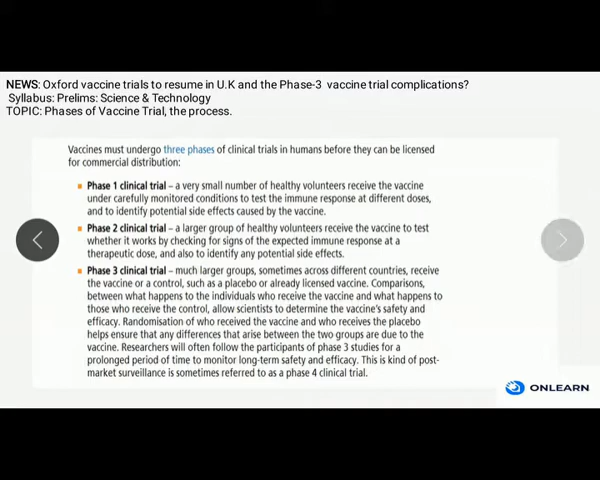 NEWS: Oxford vaccine trials to resume in U.K and the Phase-3 vaccine trial complications?
Syllabus: Prelims: Science & Technology
TOPIC: Phases of Vaccine Trial, the process.
Vaccines must undergo three phases of clinical trials in humans before they can be licensed
for commercial distribution:
Phase 1 clinical trial – a very small number of healthy volunteers receive the vaccine
under carefully monitored conditions to test the immune response at different doses,
and to identify potential side effects caused by the vaccine.
Phase 2 clinical trial – a larger group of healthy volunteers receive the vaccine to test
whether it works by checking for signs of the expected immune response at a
therapeutic dose, and also to identify any potential side effects.
Phase 3 clinical trial – much larger groups, sometimes across different countries, receive
the vaccine or a control, such as a placebo or already licensed vaccine. Comparisons,
between what happens to the individuals who receive the vaccine and what happens to
those who receive the control, allow scientists to determine the vaccine's safety and
efficacy. Randomisation of who received the vaccine and who receives the placebo
helps ensure that any differences that arise between the two groups are due to the
vaccine. Researchers will often follow the participants of phase 3 studies for a
prolonged period of time to monitor long-term safety and efficacy. This is kind of post-
market surveillance is sometimes referred to as a phase 4 clinical trial.
ONLEARN